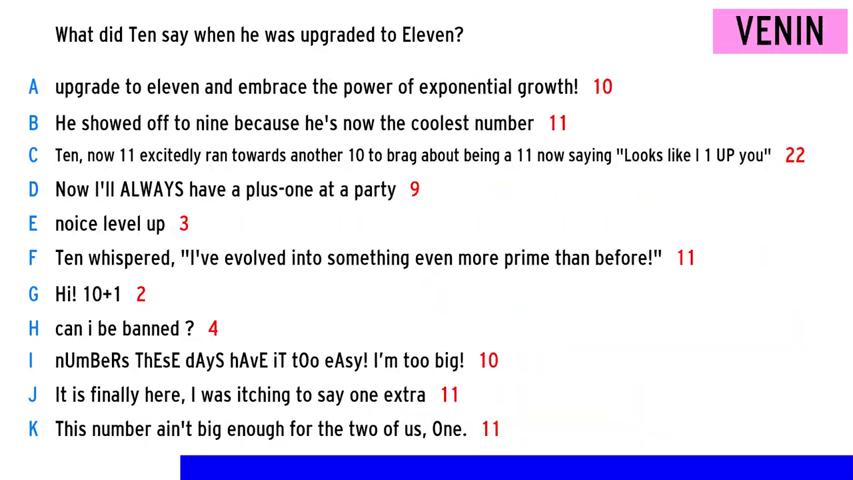 What did Ten say when he was upgraded to Eleven?
VENIN
A upgrade to eleven and embrace the power of exponential growth! 10
B He showed off to nine because he's now the coolest number 11
C Ten, now 11 excitedly ran towards another 10 to brag about being a 11 now saying "Looks like I 1 UP you" 22
D Now I'll ALWAYS have a plus-one at a party 9
E noice level up 3
F Ten whispered, "I've evolved into something even more prime than before!" 11
G Hi! 10+1 2
H can i be banned ? 4
I nUmBeRs ThEsE dAyS hAvE iT tOo eAsy! I'm too big! 10
J It is finally here, I was itching to say one extra 11
K This number ain't big enough for the two of us, One. 11